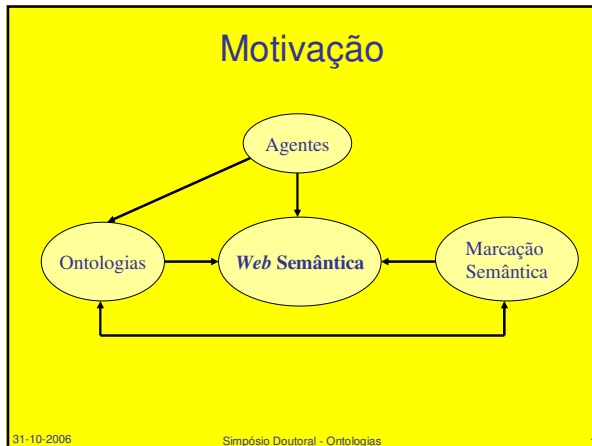 Motivação
Agentes
Ontologias
Web Semântica
Marcação
Semântica
31-10-2006
Simpósio Doutoral - Ontologias